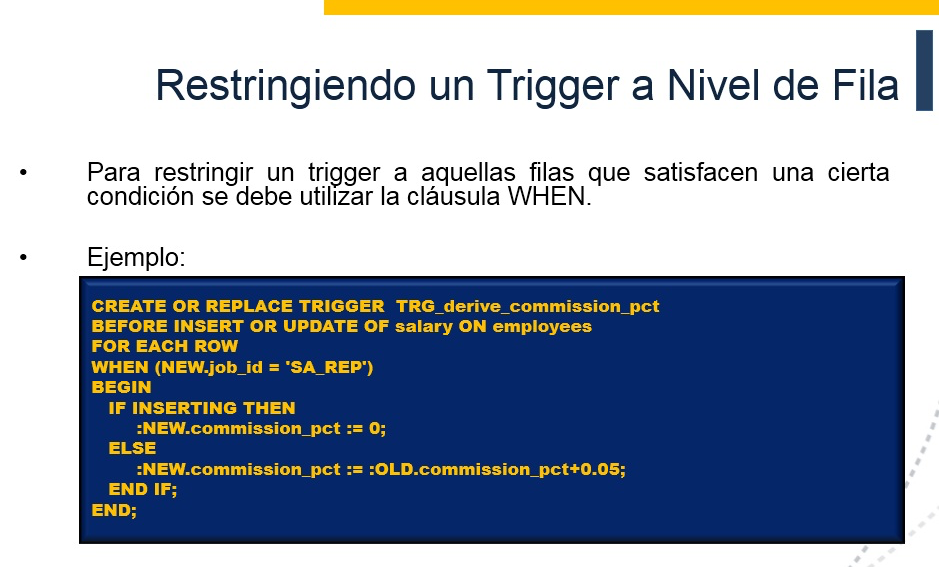 Restringiendo un Trigger a Nivel de Fila
• Para restringir un trigger a aquellas filas que satisfacen una cierta
condición se debe utilizar la cláusula WHEN.
• Ejemplo:
CREATE OR REPLACE TRIGGER TRG_derive_commission_pct
BEFORE INSERT OR UPDATE OF salary ON employees
FOR EACH ROW
WHEN (NEW.job_id = 'SA_REP')
BEGIN
IF INSERTING THEN
:NEW.commission_pct := 0;
ELSE
:NEW.commission_pct := :OLD.commission_pct+0.05;
END IF;
END;